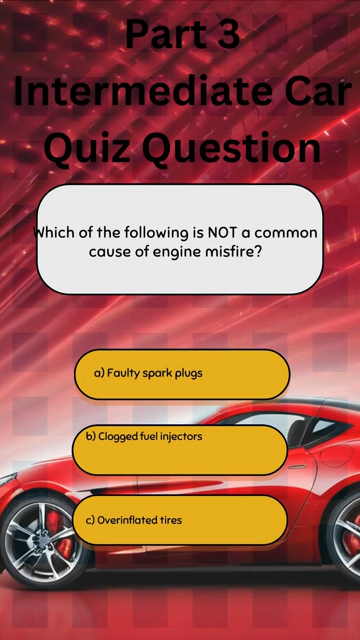 Part 3
Intermediate Car
Quiz Question
Which of the following is NOT a common
cause of engine misfire?
a) Faulty spark plugs
b) Clogged fuel injectors
c) Overinflated tires